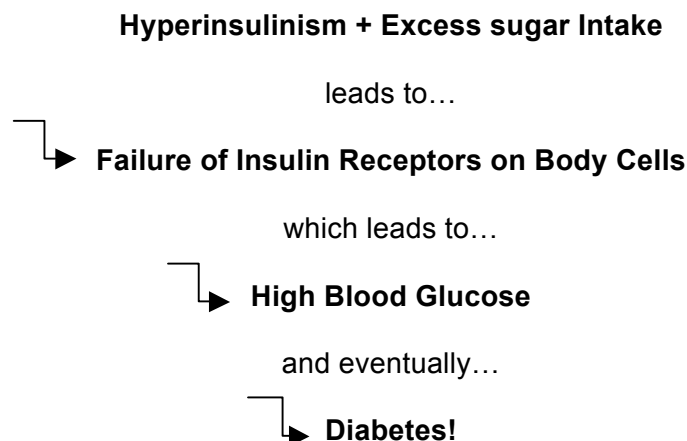 Hyperinsulinism + Excess sugar Intake
leads to…
Failure of Insulin Receptors on Body Cells
which leads to…
High Blood Glucose
and eventually…
Diabetes!